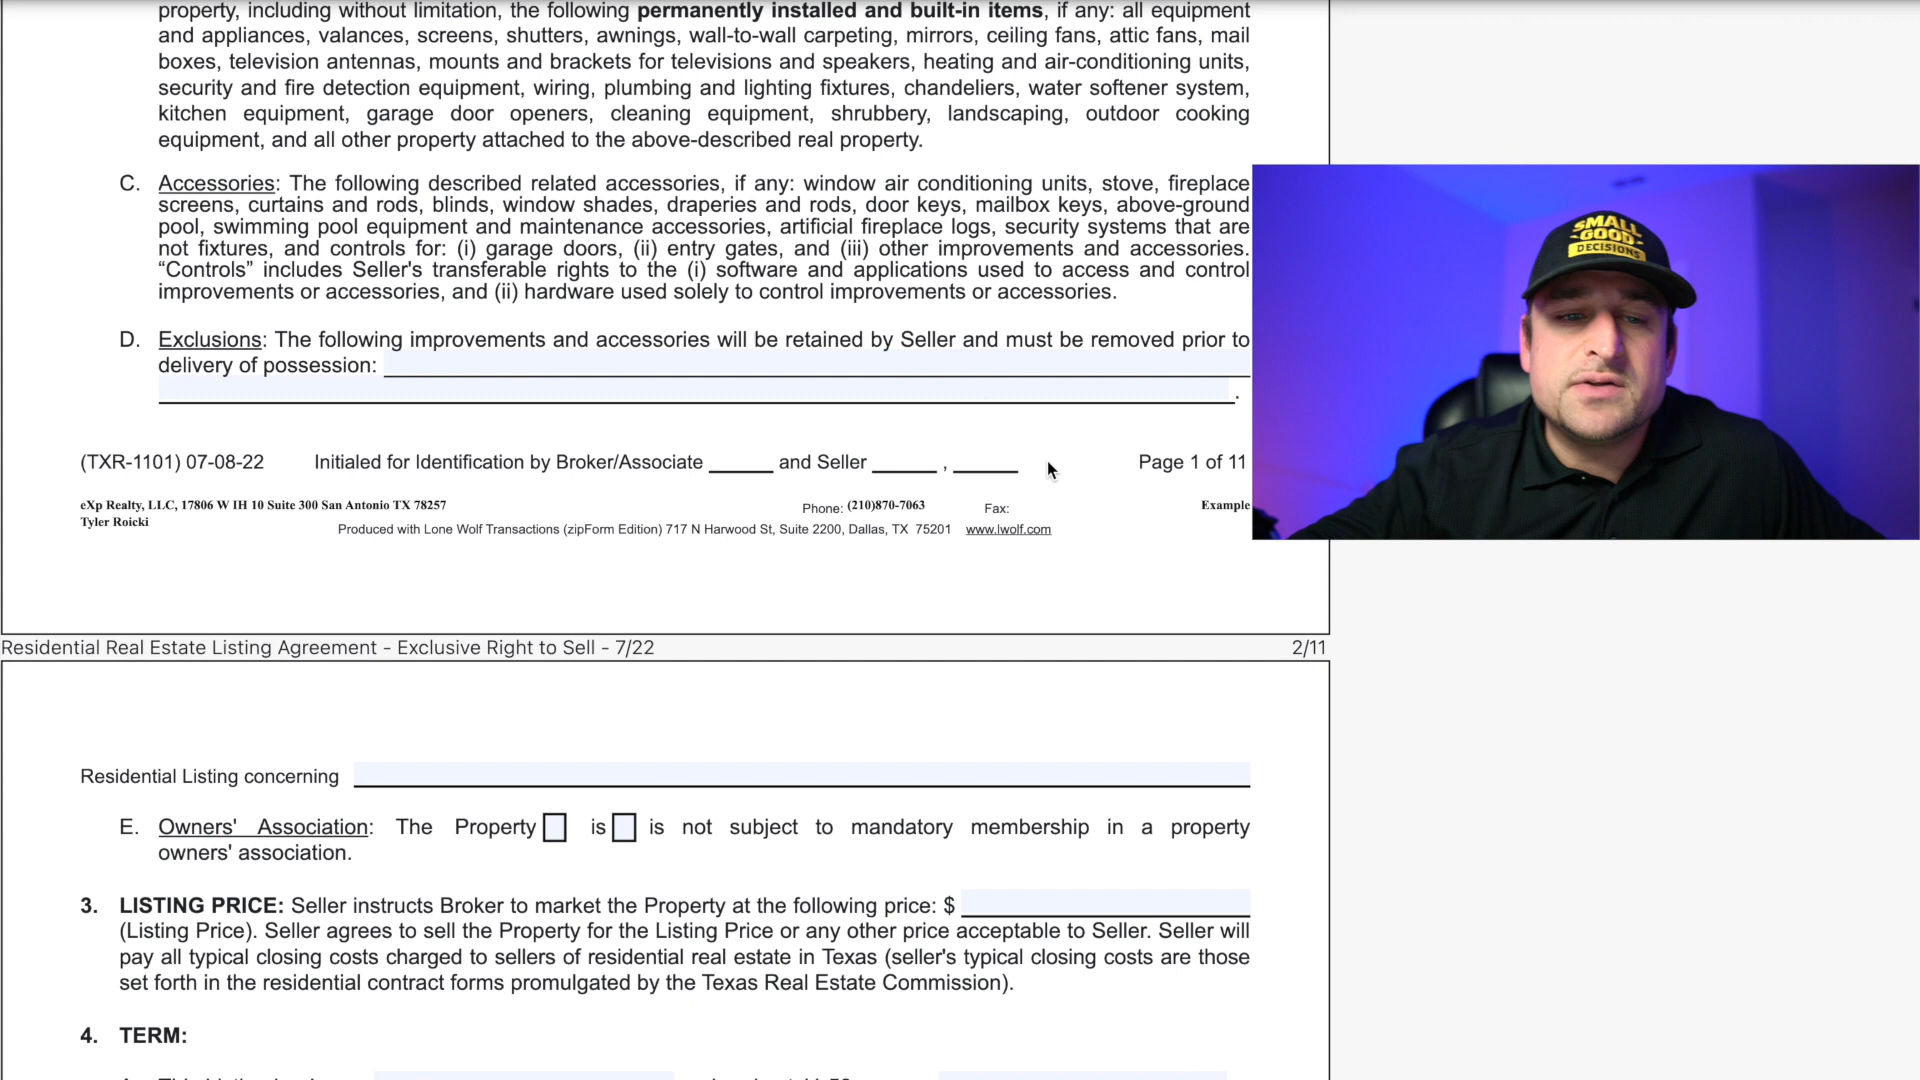 property, including without limitation, the following permanently installed and built-in items, if any: all equipment
and appliances, valances, screens, shutters, awnings, wall-to-wall carpeting, mirrors, ceiling fans, attic fans, mail
boxes, television antennas, mounts and brackets for televisions and speakers, heating and air-conditioning units,
security and fire detection equipment, wiring, plumbing and lighting fixtures, chandeliers, water softener system,
kitchen equipment, garage door openers, cleaning equipment, shrubbery, landscaping, outdoor cooking
equipment, and all other property attached to the above-described real property.
C. Accessories: The following described related accessories, if any: window air conditioning units, stove, fireplace
screens, curtains and rods, blinds, window shades, draperies and rods, door keys, mailbox keys, above-ground
pool, swimming pool equipment and maintenance accessories, artificial fireplace logs, security systems that are
not fixtures, and controls for: (i) garage doors, (ii) entry gates, and (iii) other improvements and accessories.
“Controls” includes Seller's transferable rights to the (i) software and applications used to access and control
improvements or accessories, and (ii) hardware used solely to control improvements or accessories.
D. Exclusions: The following improvements and accessories will be retained by Seller and must be removed prior to
delivery of possession:
.
(TXR-1101) 07-08-22 Initialed for Identification by Broker/Associate and Seller , Page 1 of 11
eXp Realty, LLC, 17806 W IH 10 Suite 300 San Antonio TX 78257 Phone: (210)870-7063 Fax: Example
Tyler Roicki
Produced with Lone Wolf Transactions (zipForm Edition) 717 N Harwood St, Suite 2200, Dallas, TX 75201 www.lwolf.com
SMALL
GOOD
DECISIONS
Residential Real Estate Listing Agreement - Exclusive Right to Sell - 7/22 2/11
Residential Listing concerning
E. Owners' Association: The Property is is not subject to mandatory membership in a property
owners' association.
3. LISTING PRICE: Seller instructs Broker to market the Property at the following price: $
(Listing Price). Seller agrees to sell the Property for the Listing Price or any other price acceptable to Seller. Seller will
pay all typical closing costs charged to sellers of residential real estate in Texas (seller's typical closing costs are those
set forth in the residential contract forms promulgated by the Texas Real Estate Commission).
4. TERM: